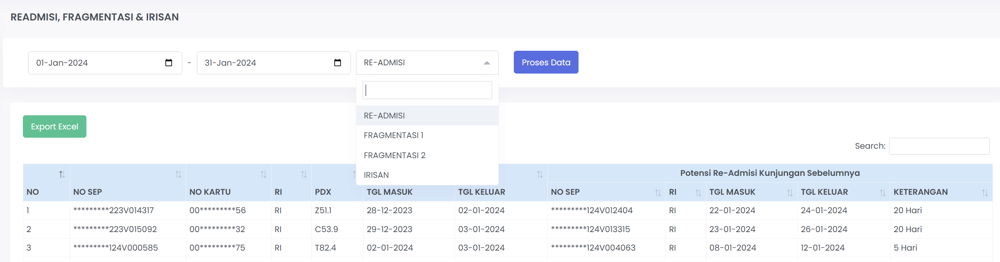 READMISI, FRAGMENTASI & IRISAN
01-Jan-2024 - 31-Jan-2024 RE-ADMISI Proses Data
RE-ADMISI
FRAGMENTASI 1
FRAGMENTASI 2
IRISAN
Export Excel
Search:
Potensi Re-Admisi Kunjungan Sebelumnya
NO NO SEP NO KARTU RI PDX TGL MASUK TGL KELUAR NO SEP RI TGL MASUK TGL KELUAR KETERANGAN
1 *********223V014317 00*********56 RI Z51.1 28-12-2023 02-01-2024 *********124V012404 RI 22-01-2024 24-01-2024 20 Hari
2 *********223V015092 00*********32 RI C53.9 29-12-2023 03-01-2024 *********124V013315 RI 23-01-2024 26-01-2024 20 Hari
3 *********124V000585 00*********75 RI T82.4 02-01-2024 03-01-2024 *********124V004063 RI 08-01-2024 12-01-2024 5 Hari